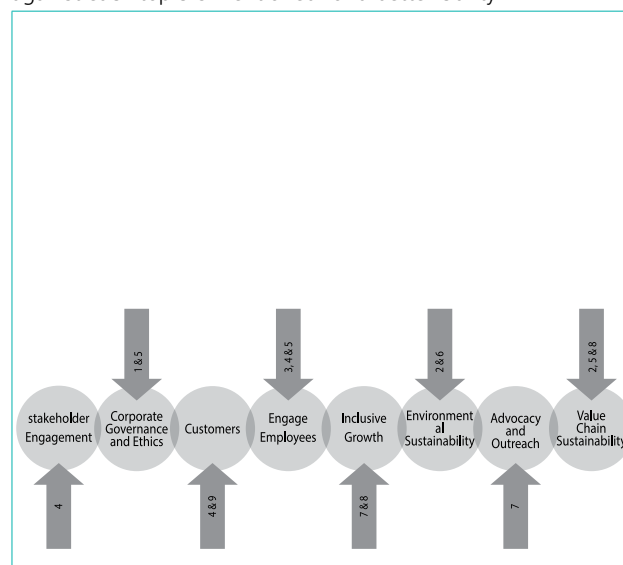 1 & 5
3, 4 & 5
2 & 6
2, 5 & 8
stakeholder
Engagement
Corporate
Governance
and Ethics
Customers
Engage
Employees
Inclusive
Growth
Environment
al
Sustainability
Advocacy
and
Outreach
Value
Chain
Sustainability
4
4 & 9
7 & 8
7